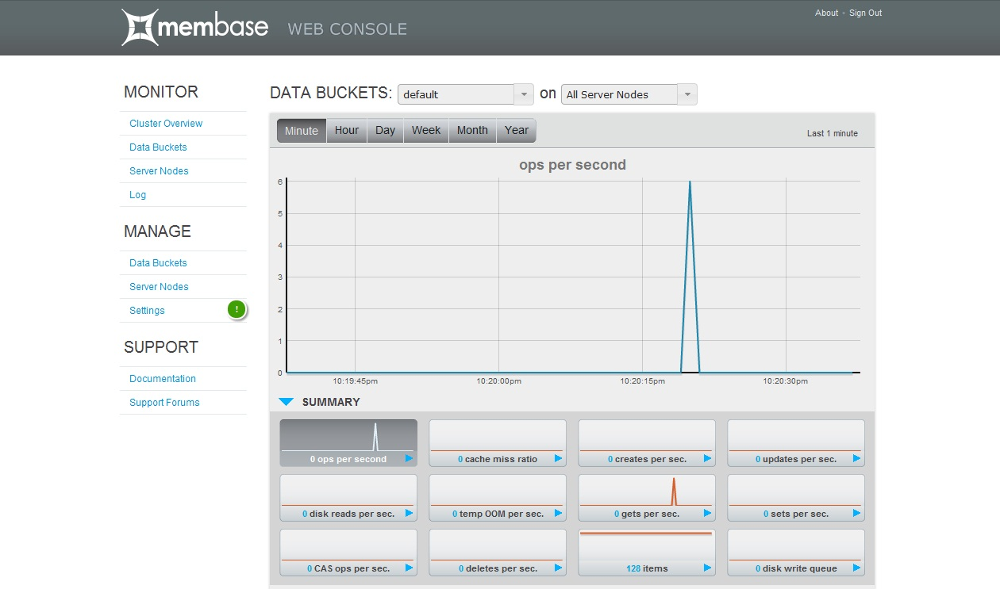 membase WEB CONSOLE
About • Sign Out
MONITOR
Cluster Overview
Data Buckets
Server Nodes
Log
MANAGE
Data Buckets
Server Nodes
Settings !
SUPPORT
Documentation
Support Forums
DATA BUCKETS: default on All Server Nodes
Minute Hour Day Week Month Year
Last 1 minute
ops per second
6
5
4
3
2
1
0
10:19:45pm 10:20:00pm 10:20:15pm 10:20:30pm
SUMMARY
0 ops per second 0 cache miss ratio 0 creates per sec. 0 updates per sec.
0 disk reads per sec. 0 temp OOM per sec. 0 gets per sec. 0 sets per sec.
0 CAS ops per sec. 0 deletes per sec. 128 items 0 disk write queue